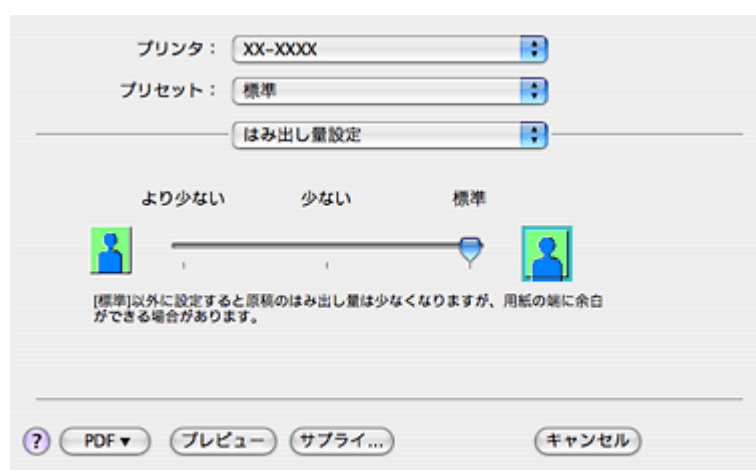 プリンタ： XX-XXXX
プリセット： 標準
はみ出し量設定
より少ない 少ない 標準
[標準]以外に設定すると原稿のはみ出し量は少なくなりますが、用紙の端に余白
ができる場合があります。
? PDF▼ プレビュー サプライ... キャンセル